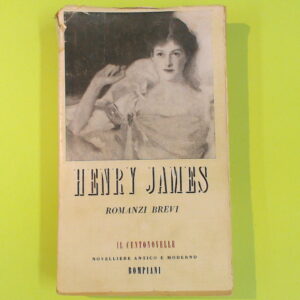 HENRY JAMES
ROMANZI BREVI
IL CENTONOVELLE
NOVELLIERE ANTICO E MODERNO
BOMPIANI